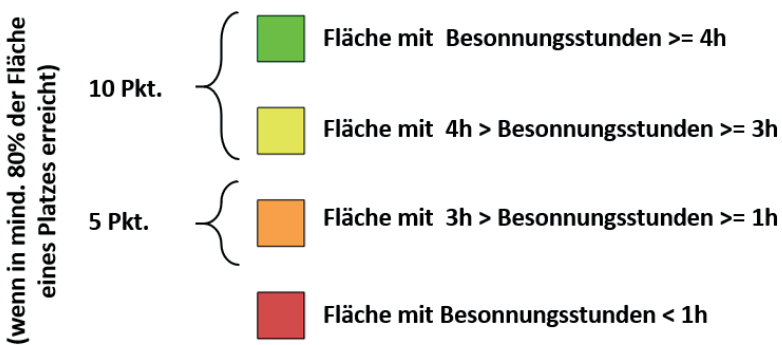 (wenn in mind. 80% der Fläche
eines Platzes erreicht)
10 Pkt.
Fläche mit Besonnungsstunden >= 4h
Fläche mit 4h > Besonnungsstunden >= 3h
5 Pkt.
Fläche mit 3h > Besonnungsstunden >= 1h
Fläche mit Besonnungsstunden < 1h